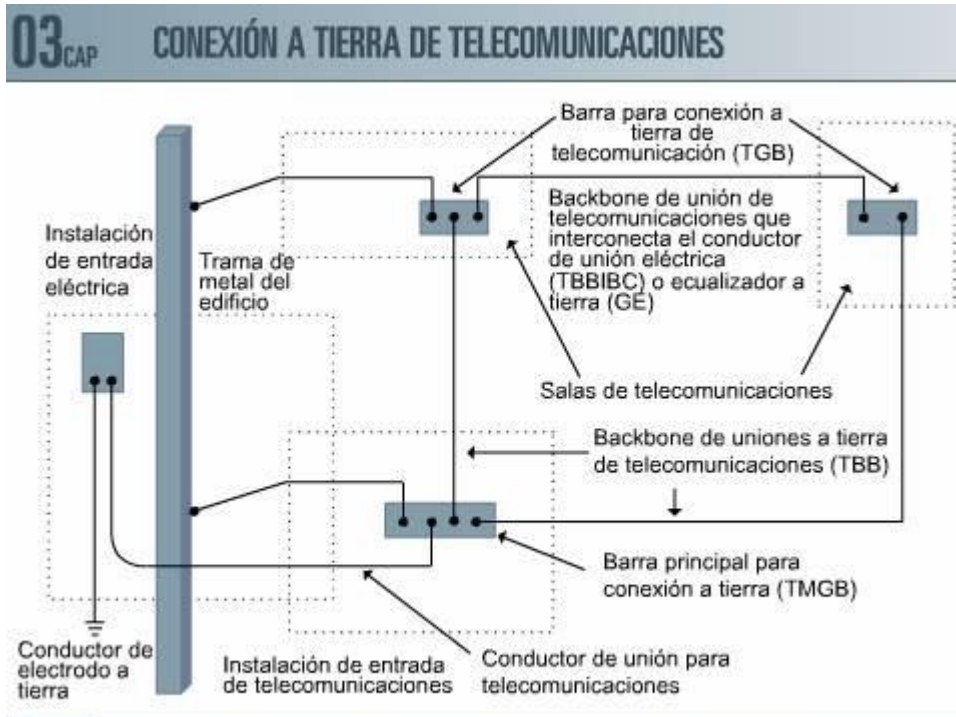 03CAP CONEXIÓN A TIERRA DE TELECOMUNICACIONES
Barra para conexión a
tierra de
telecomunicación (TGB)
Backbone de unión de
telecomunicaciones que
interconecta el conductor
de unión eléctrica
(TBBIBC) o ecualizador a
tierra (GE)
Instalación
de entrada
eléctrica
Trama de
metal del
edificio
Salas de telecomunicaciones
Backbone de uniones a tierra
de telecomunicaciones (TBB)
Barra principal para
conexión a tierra (TMGB)
Conductor de
electrodo a
tierra
Instalación de entrada
de telecomunicaciones
Conductor de unión para
telecomunicaciones